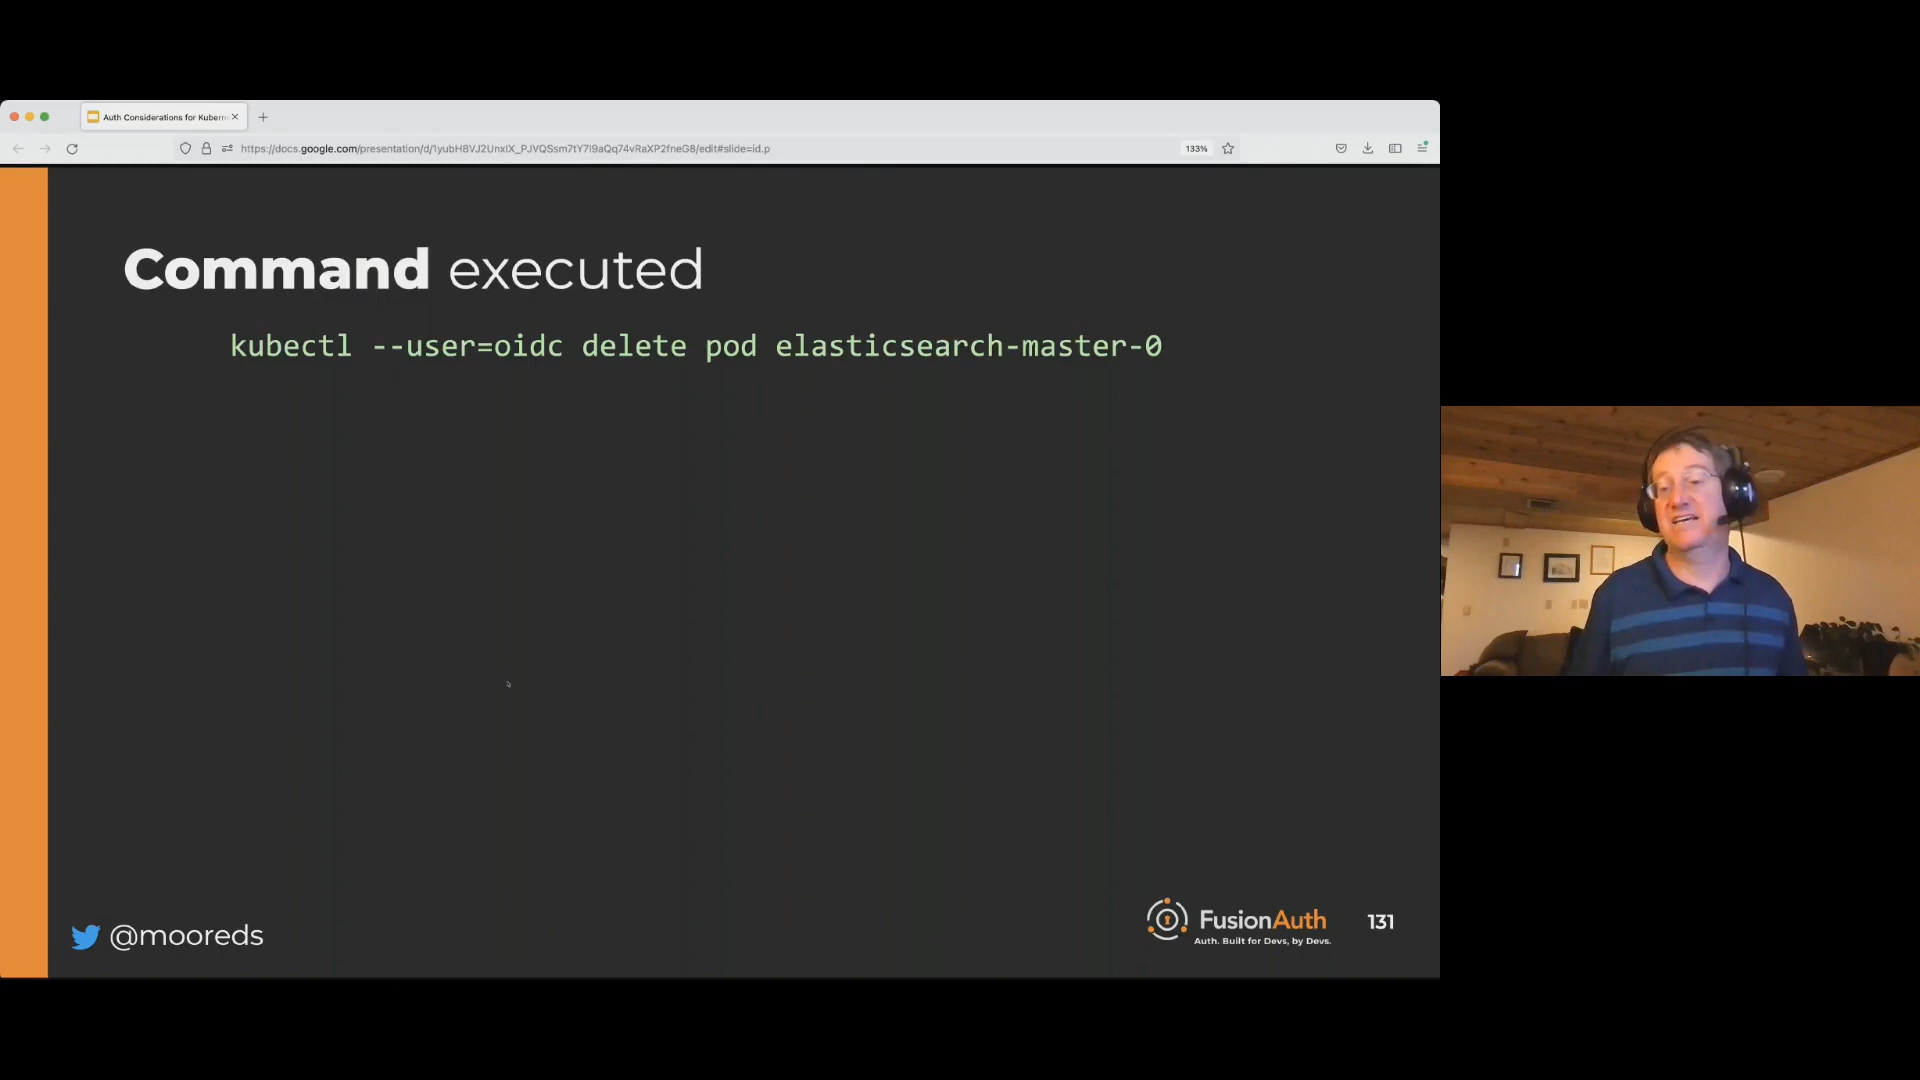 Auth Considerations for Kubern
https://docs.google.com/presentation/d/1yubH8VJ2UnxIX_PJYQSsm7tY7I9aQq74vRaXP2fneG8/edit#slide=id.p
133%
Command executed
kubectl --user=oidc delete pod elasticsearch-master-0
@mooreds
FusionAuth
Auth. Built for Devs, by Devs.
131